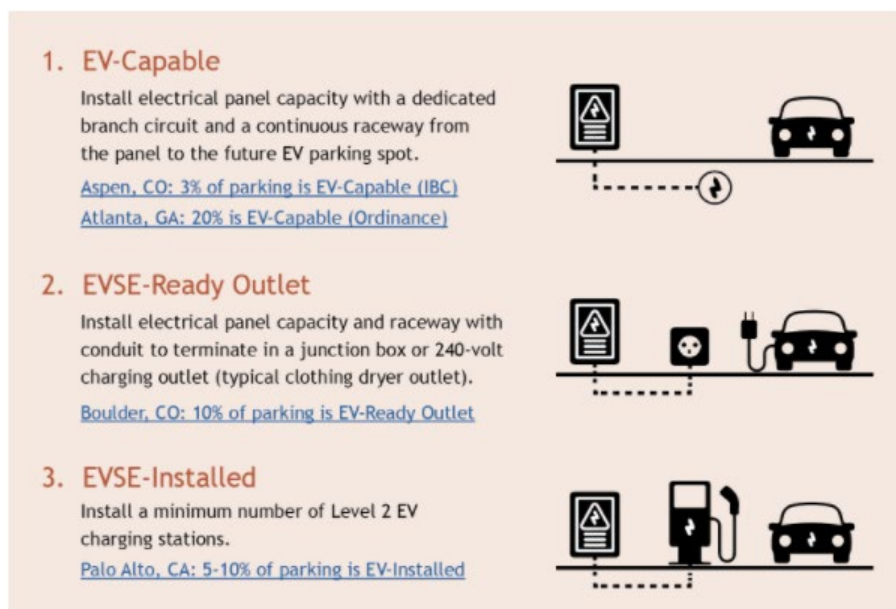 1. EV-Capable
Install electrical panel capacity with a dedicated
branch circuit and a continuous raceway from
the panel to the future EV parking spot.
Aspen, CO: 3% of parking is EV-Capable (IBC)
Atlanta, GA: 20% is EV-Capable (Ordinance)
2. EVSE-Ready Outlet
Install electrical panel capacity and raceway with
conduit to terminate in a junction box or 240-volt
charging outlet (typical clothing dryer outlet).
Boulder, CO: 10% of parking is EV-Ready Outlet
3. EVSE-Installed
Install a minimum number of Level 2 EV
charging stations.
Palo Alto, CA: 5-10% of parking is EV-Installed